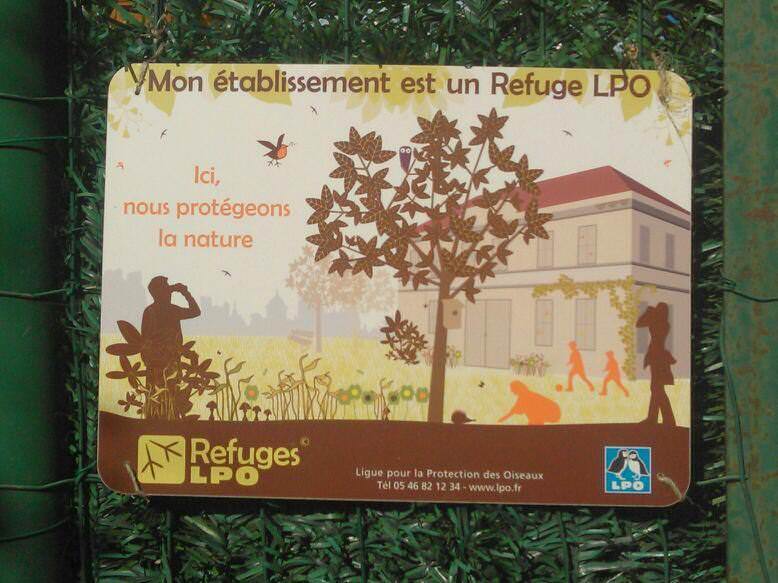 Mon établissement est un Refuge LPO
Ici,
nous protégeons
la nature
Refuges©
LPO
Ligue pour la Protection des Oiseaux
Tél 05 46 82 12 34 - www.lpo.fr
LPO